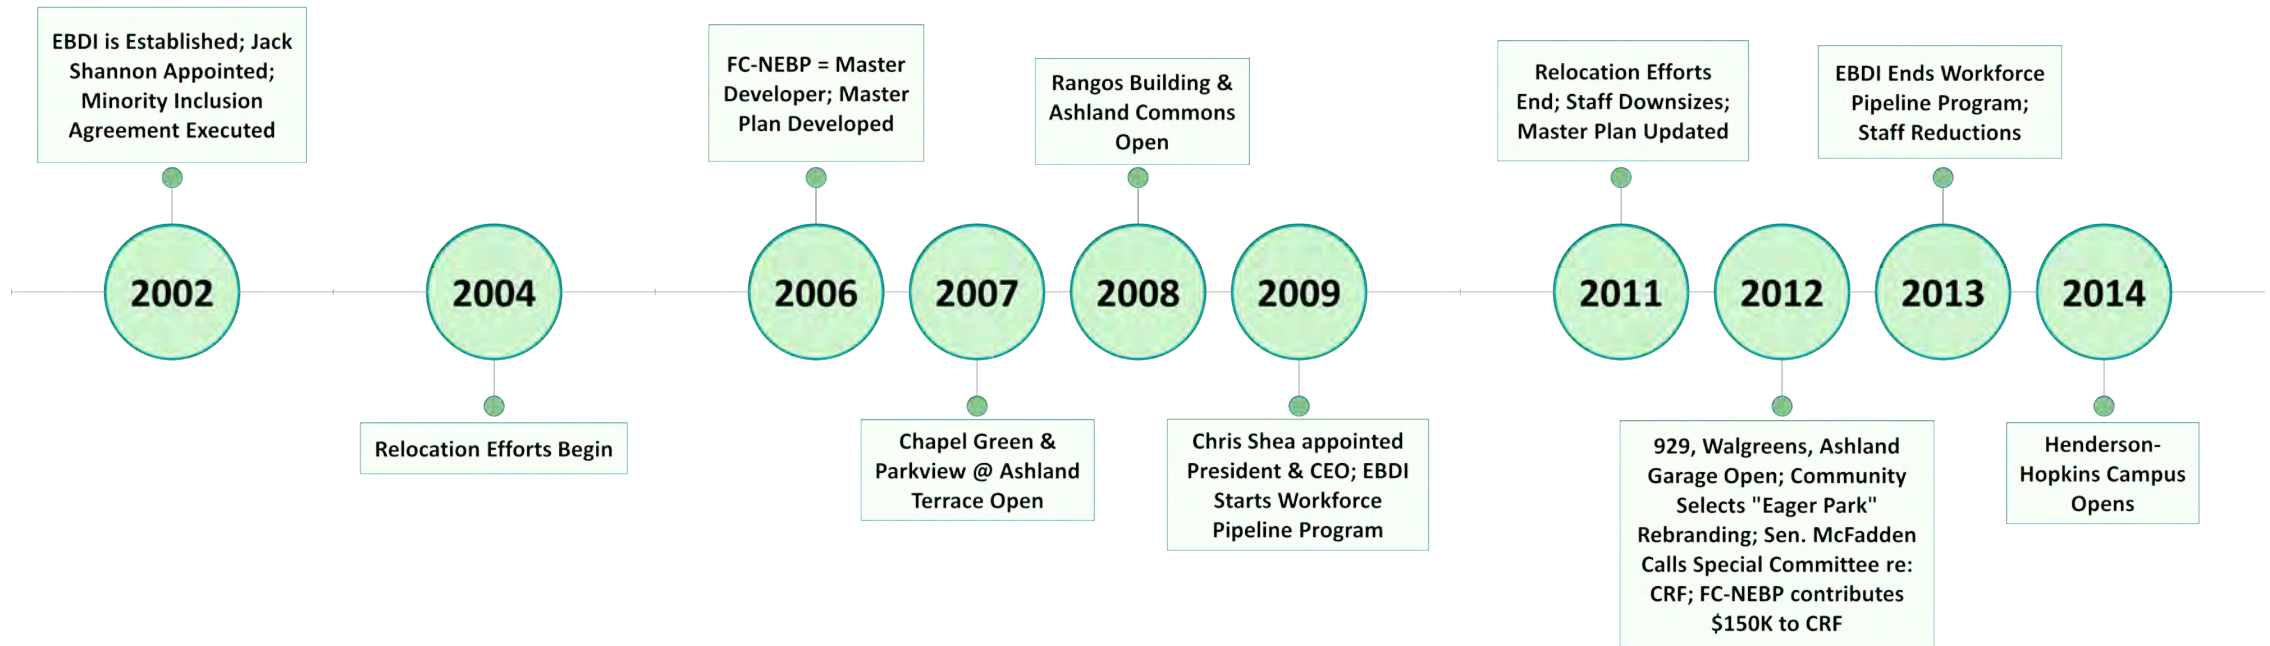 EBDI is Established; Jack
Shannon Appointed;
Minority Inclusion
Agreement Executed
FC-NEBP = Master
Developer; Master
Plan Developed
Rangos Building &
Ashland Commons
Open
Relocation Efforts
End; Staff Downsizes;
Master Plan Updated
EBDI Ends Workforce
Pipeline Program;
Staff Reductions
2002
2004
2006
2007
2008
2009
2011
2012
2013
2014
Relocation Efforts Begin
Chapel Green &
Parkview @ Ashland
Terrace Open
Chris Shea appointed
President & CEO; EBDI
Starts Workforce
Pipeline Program
929, Walgreens, Ashland
Garage Open; Community
Selects "Eager Park"
Rebranding; Sen. McFadden
Calls Special Committee re:
CRF; FC-NEBP contributes
$150K to CRF
Henderson-
Hopkins Campus
Opens